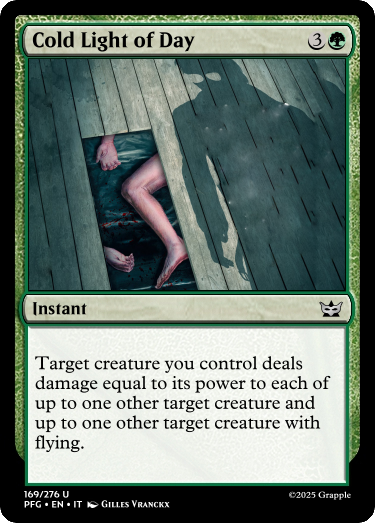 Cold Light of Day 3
Instant
Target creature you control deals
damage equal to its power to each of
up to one other target creature and
up to one other target creature with
flying.
169/276 U
PFG • EN • IT Gilles Vranckx
©2025 Grapple